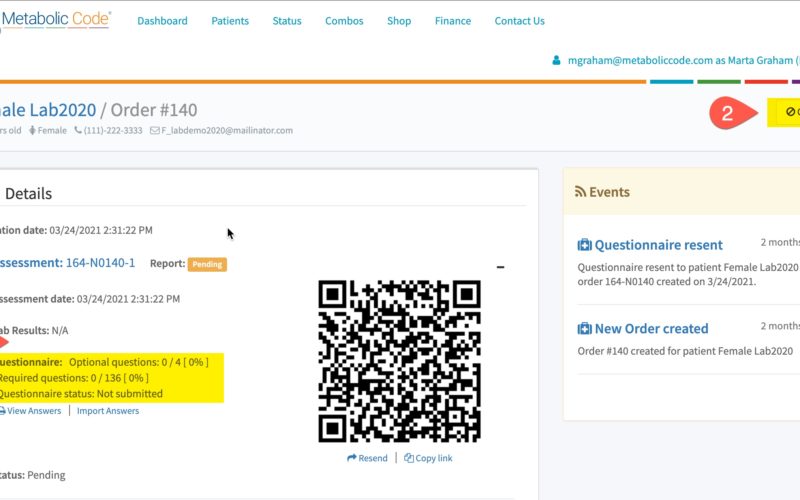 Metabolic Code®
Dashboard Patients Status Combos Shop Finance Contact Us
mgraham@metaboliccode.com as Marta Graham (
ale Lab2020 / Order #140
rs old Female (111)-222-3333 F_labdemo2020@mailinator.com
2
Details
ation date: 03/24/2021 2:31:22 PM
ssessment: 164-N0140-1 Report: Pending
ssessment date: 03/24/2021 2:31:22 PM
ab Results: N/A
uestionnaire: Optional questions: 0 / 4 [ 0% ]
Required questions: 0 / 136 [ 0% ]
Questionnaire status: Not submitted
View Answers | Import Answers
Resend | Copy link
tatus: Pending
Events
Questionnaire resent 2 months
Questionnaire resent to patient Female Lab2020
order 164-N0140 created on 3/24/2021.
New Order created 2 months
Order #140 created for patient Female Lab2020